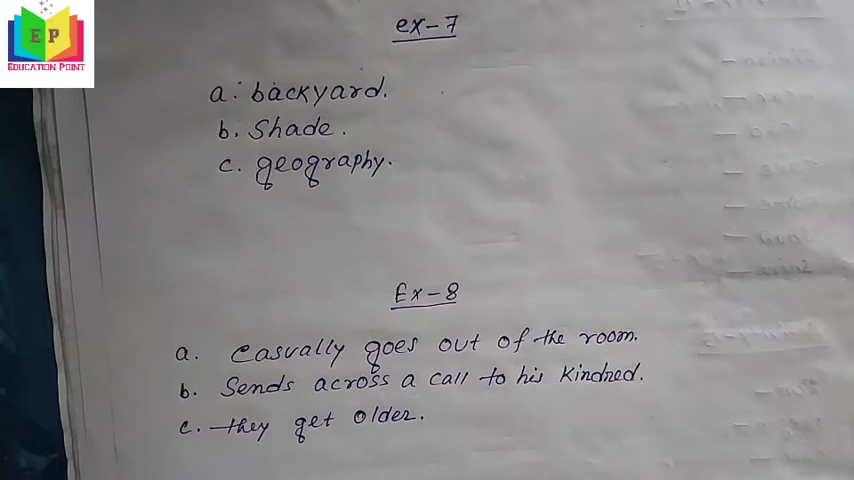 E P
EDUCATION POINT
ex-7
a. backyard.
b. Shade.
c. geography.
Ex-8
a. Casually goes out of the room.
b. Sends across a call to his kindred.
c. they get older.